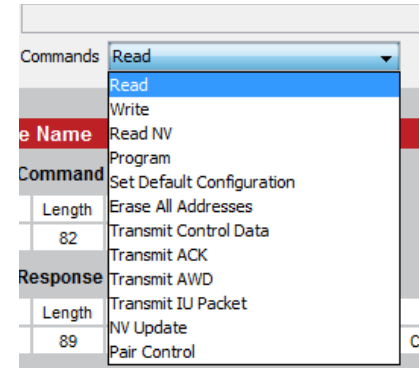 Commands Read
Read
Write
Read NV
Program
Set Default Configuration
Erase All Addresses
Transmit Control Data
Transmit ACK
Transmit AWD
Transmit IU Packet
NV Update
Pair Control
e Name
Command
Length
82
Response
Length
89